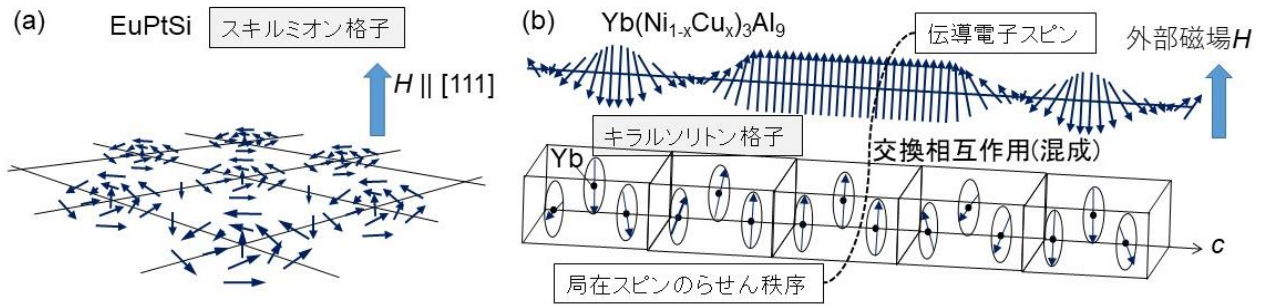 (a) EuPtSi スキルミオン格子
H || [111]
(b) Yb(Ni1-xCux)3Al9
伝導電子スピン
外部磁場H
キラルソリトン格子
交換相互作用(混成)
Yb
c
局在スピンのらせん秩序